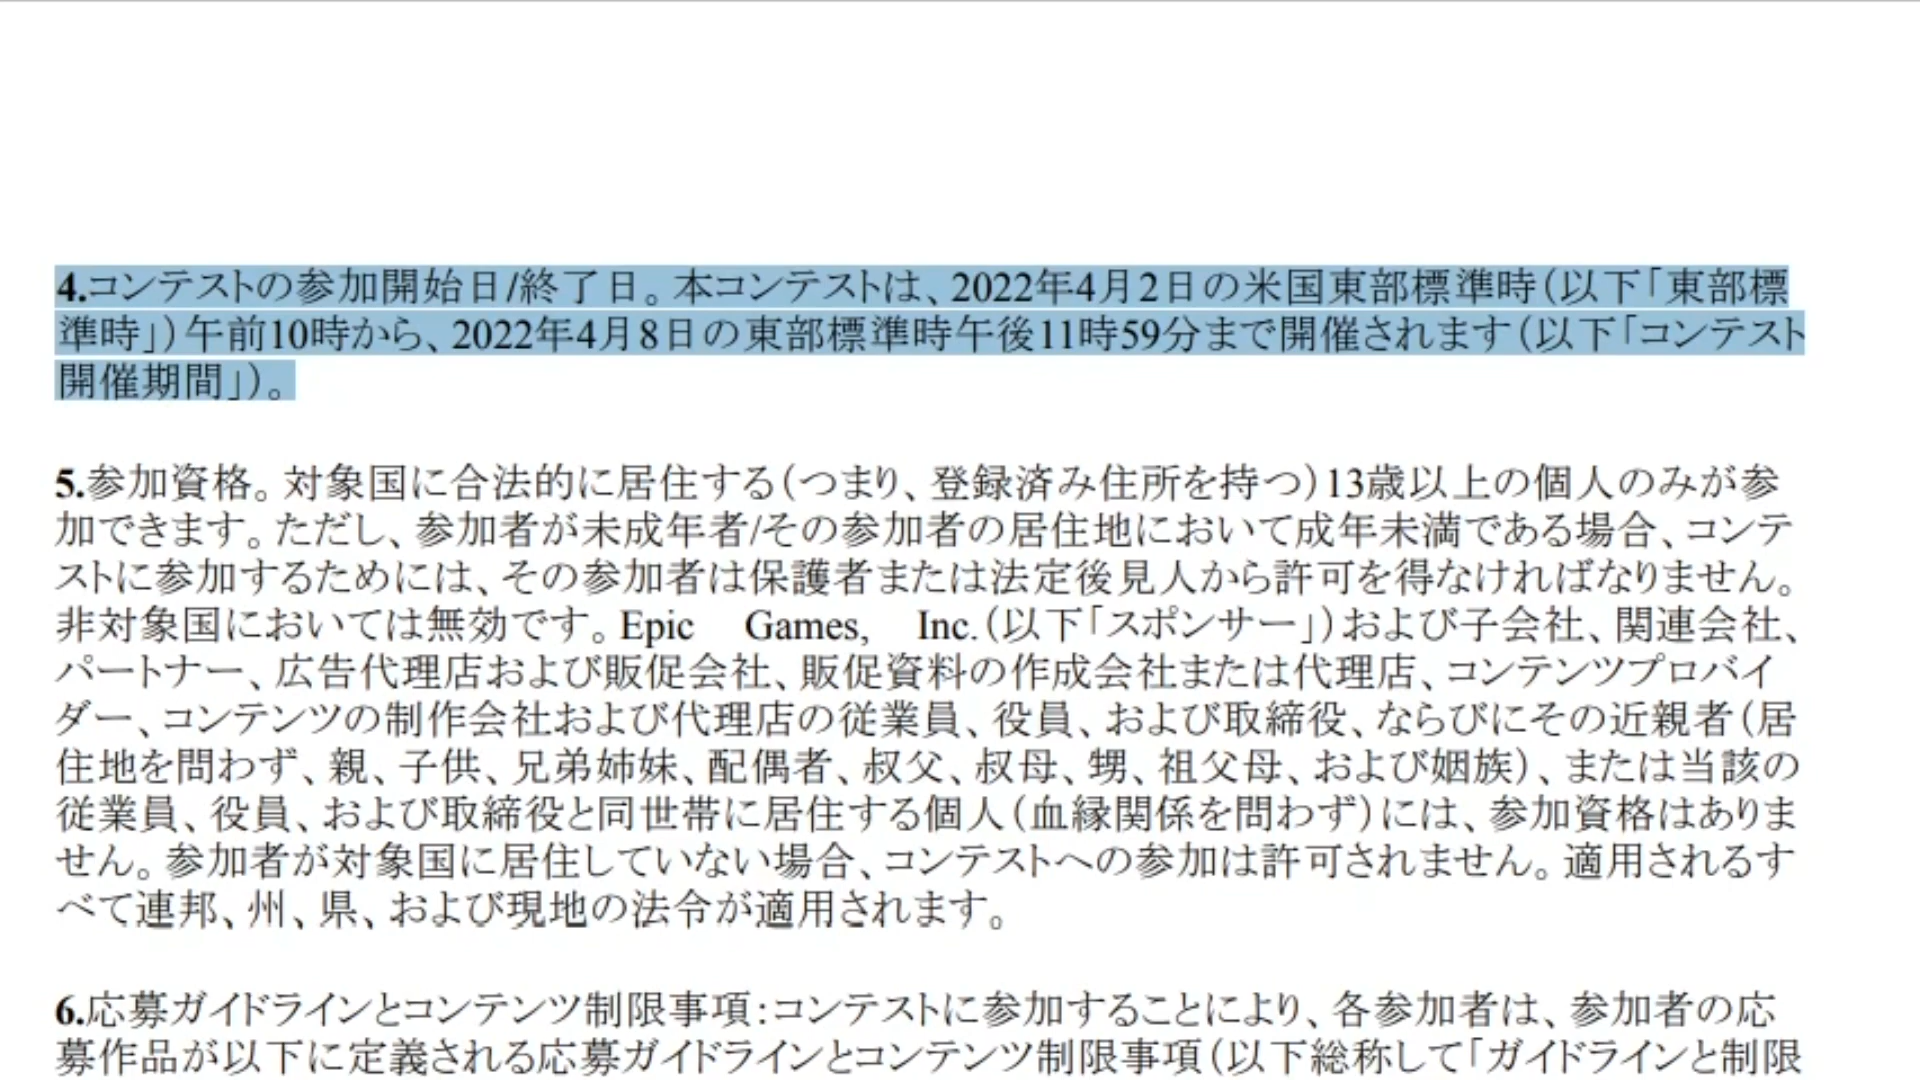 4.コンテストの参加開始日/終了日。本コンテストは、2022年4月2日の米国東部標準時(以下「東部標
準時」)午前10時から、2022年4月8日の東部標準時午後11時59分まで開催されます(以下「コンテスト
開催期間」)。
5.参加資格。対象国に合法的に居住する(つまり、登録済み住所を持つ)13歳以上の個人のみが参
加できます。ただし、参加者が未成年者/その参加者の居住地において成年未満である場合、コンテ
ストに参加するためには、その参加者は保護者または法定後見人から許可を得なければなりません。
非対象国においては無効です。Epic Games, Inc.(以下「スポンサー」)および子会社、関連会社、
パートナー、広告代理店および販促会社、販促資料の作成会社または代理店、コンテンツプロバイ
ダー、コンテンツの制作会社および代理店の従業員、役員、および取締役、ならびにその近親者(居
住地を問わず、親、子供、兄弟姉妹、配偶者、叔父、叔母、甥、祖父母、および姻族)、または当該の
従業員、役員、および取締役と同世帯に居住する個人(血縁関係を問わず)には、参加資格はありま
せん。参加者が対象国に居住していない場合、コンテストへの参加は許可されません。適用されるす
べて連邦、州、県、および現地の法令が適用されます。
6.応募ガイドラインとコンテンツ制限事項:コンテストに参加することにより、各参加者は、参加者の応
募作品が以下に定義される応募ガイドラインとコンテンツ制限事項(以下総称して「ガイドラインと制限